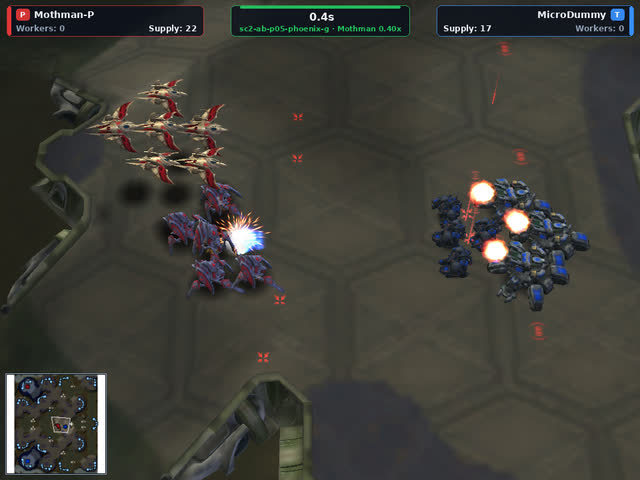 P Mothman-P
Workers: 0 Supply: 22
0.4s
sc2-ab-p05-phoenix-g · Mothman 0.40x
MicroDummy T
Supply: 17 Workers: 0